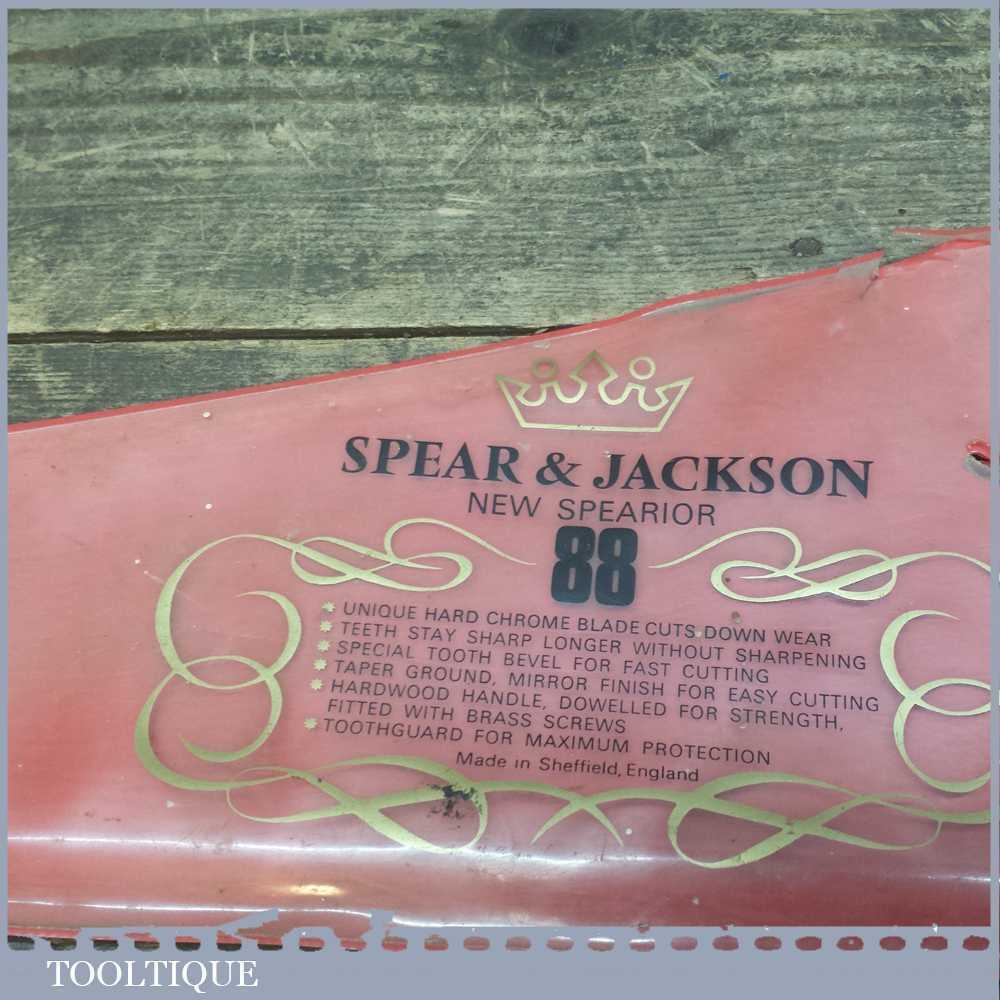 SPEAR & JACKSON
NEW SPEARIOR
88
UNIQUE HARD CHROME BLADE CUTS DOWN WEAR
TEETH STAY SHARP LONGER WITHOUT SHARPENING
SPECIAL TOOTH BEVEL FOR FAST CUTTING
TAPER GROUND, MIRROR FINISH FOR EASY CUTTING
HARDWOOD HANDLE, DOWELLED FOR STRENGTH,
FITTED WITH BRASS SCREWS
TOOTHGUARD FOR MAXIMUM PROTECTION
Made in Sheffield, England
TOOLTIQUE